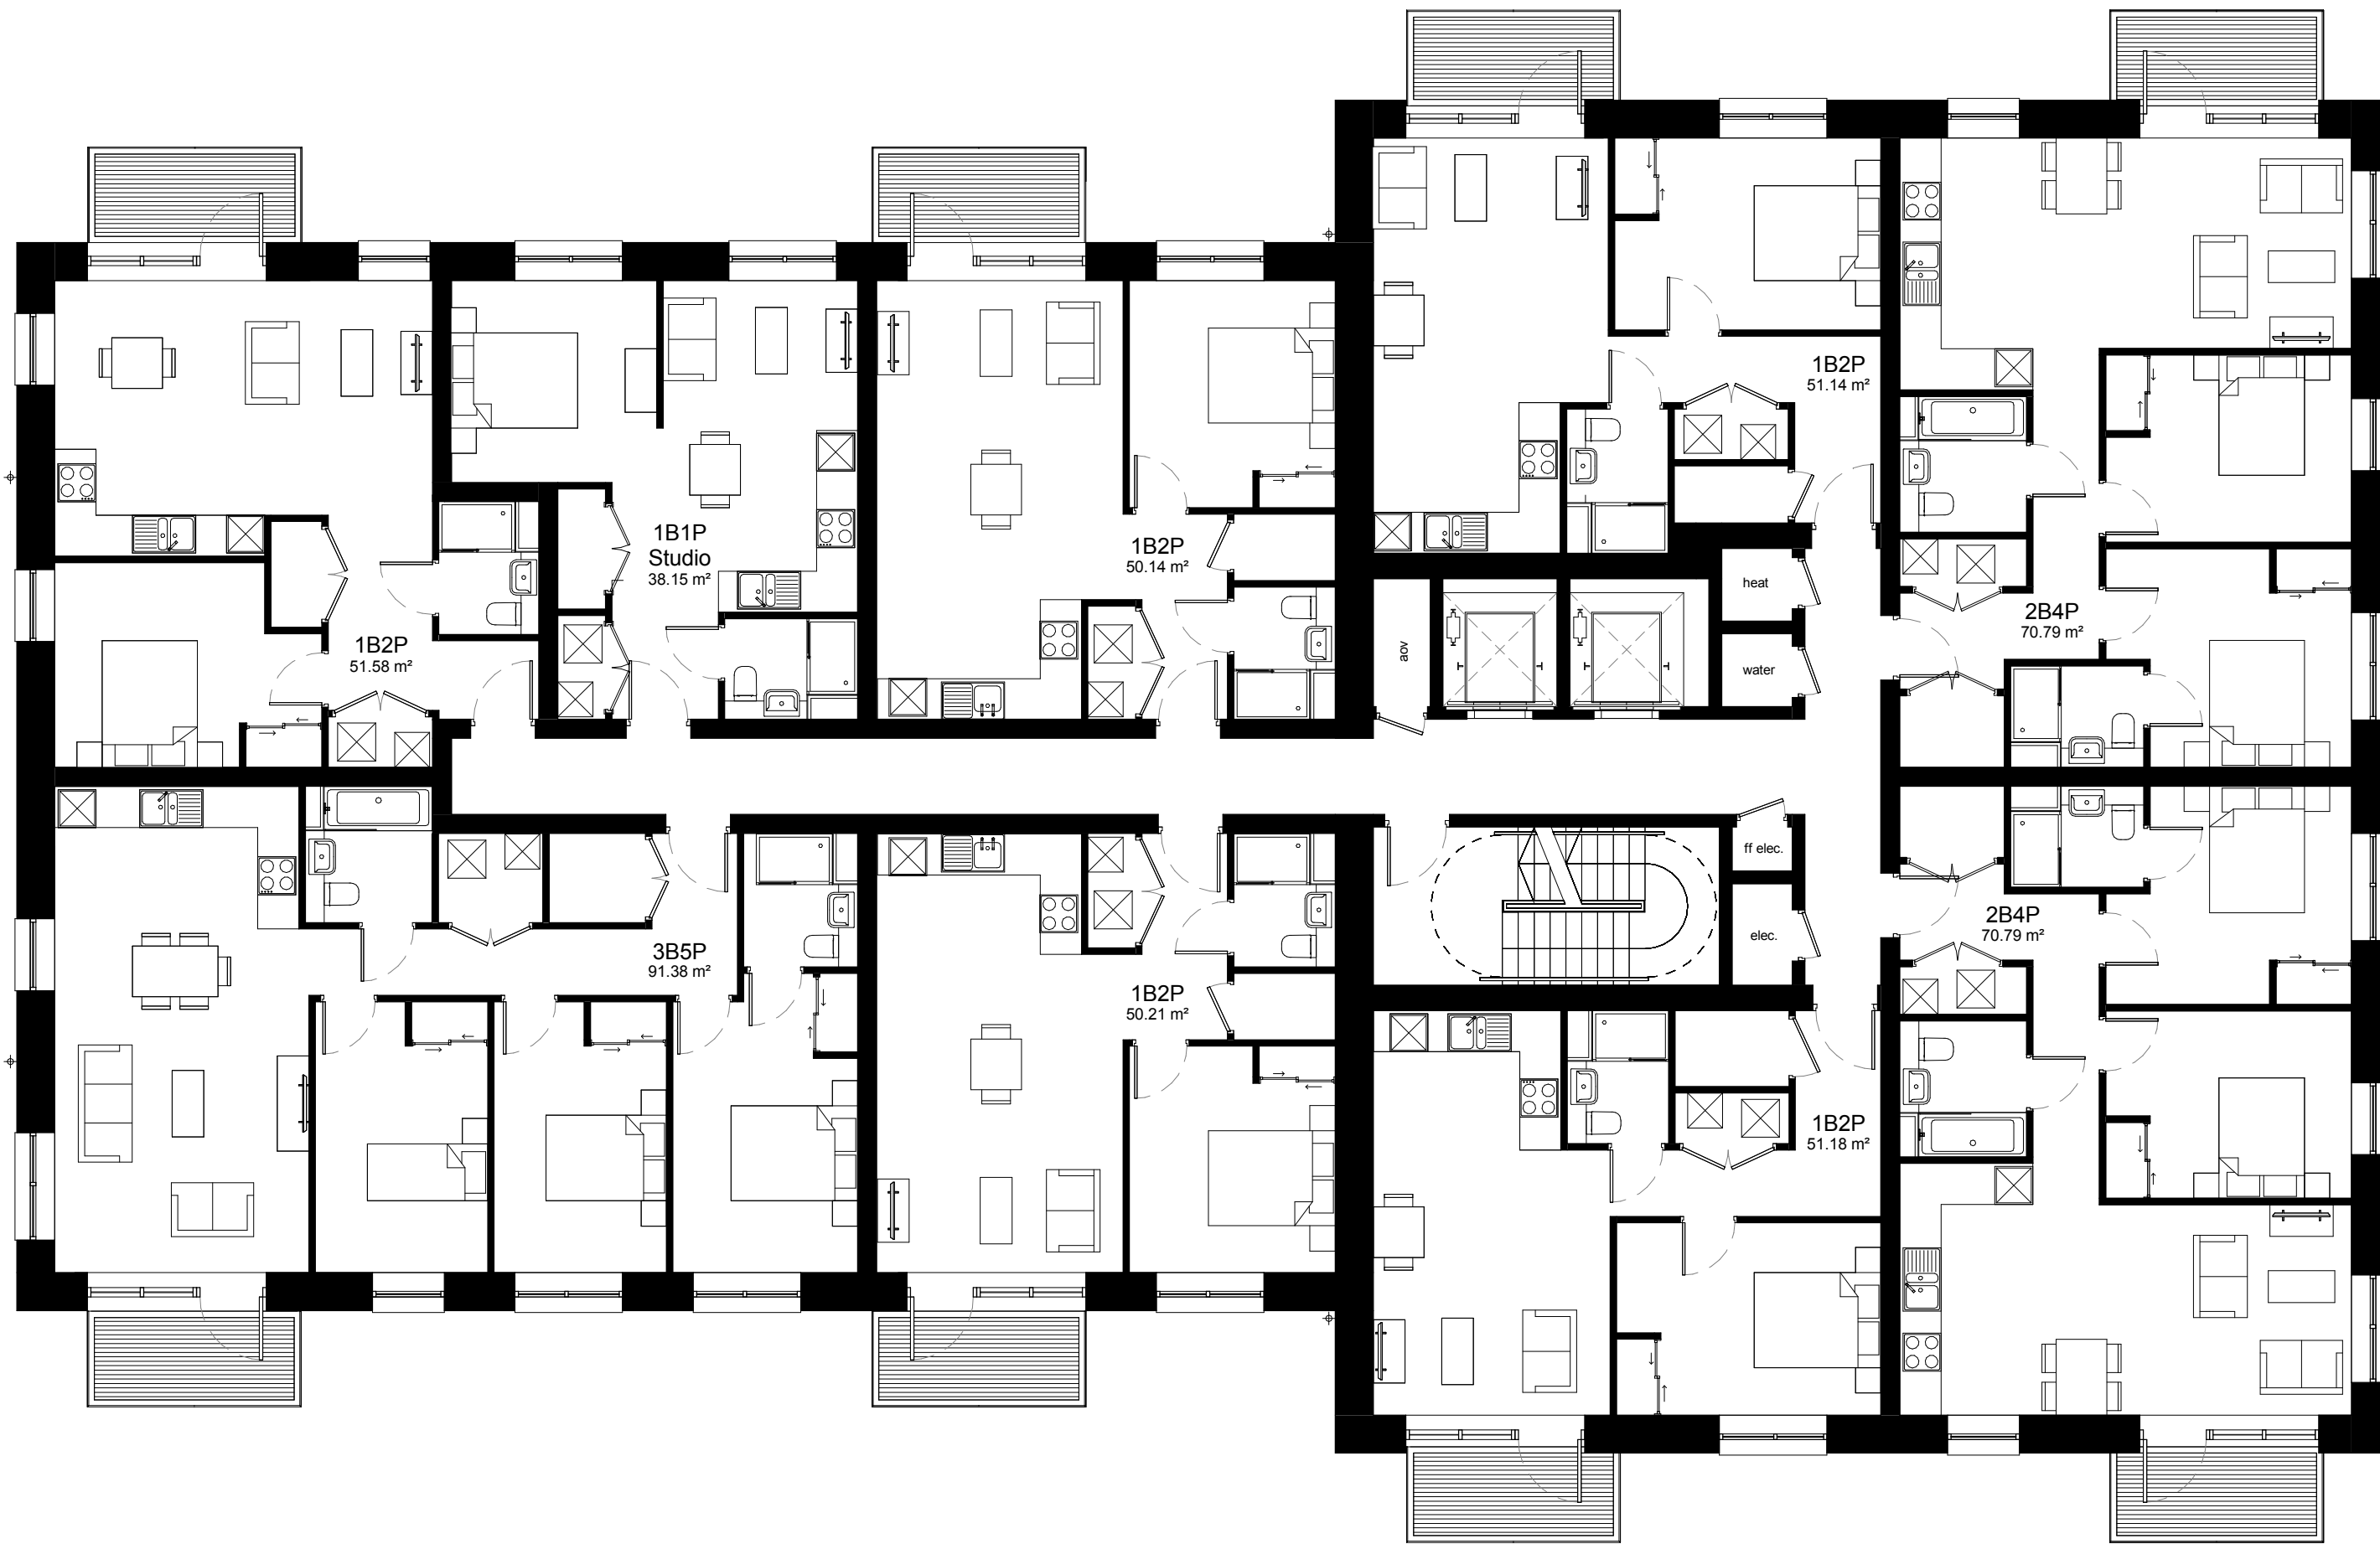 1B2P
51.14 m²
1B1P
Studio
38.15 m²
1B2P
50.14 m²
heat
2B4P
70.79 m²
1B2P
51.58 m²
aov
water
ff elec.
2B4P
70.79 m²
elec.
3B5P
91.38 m²
1B2P
50.21 m²
1B2P
51.18 m²